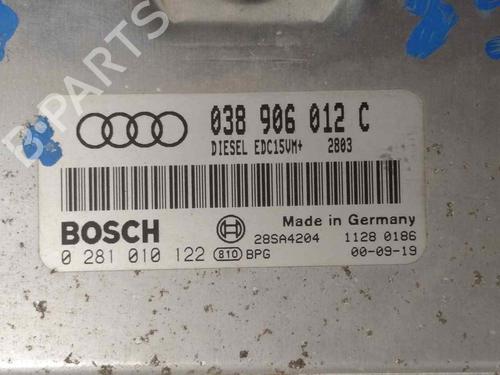 B-PARTS
038 906 012 C
DIESEL EDC15VM+ 2803
BOSCH
Made in Germany
28SA4204 1128 0186
0 281 010 122 810 BPG 00-09-19